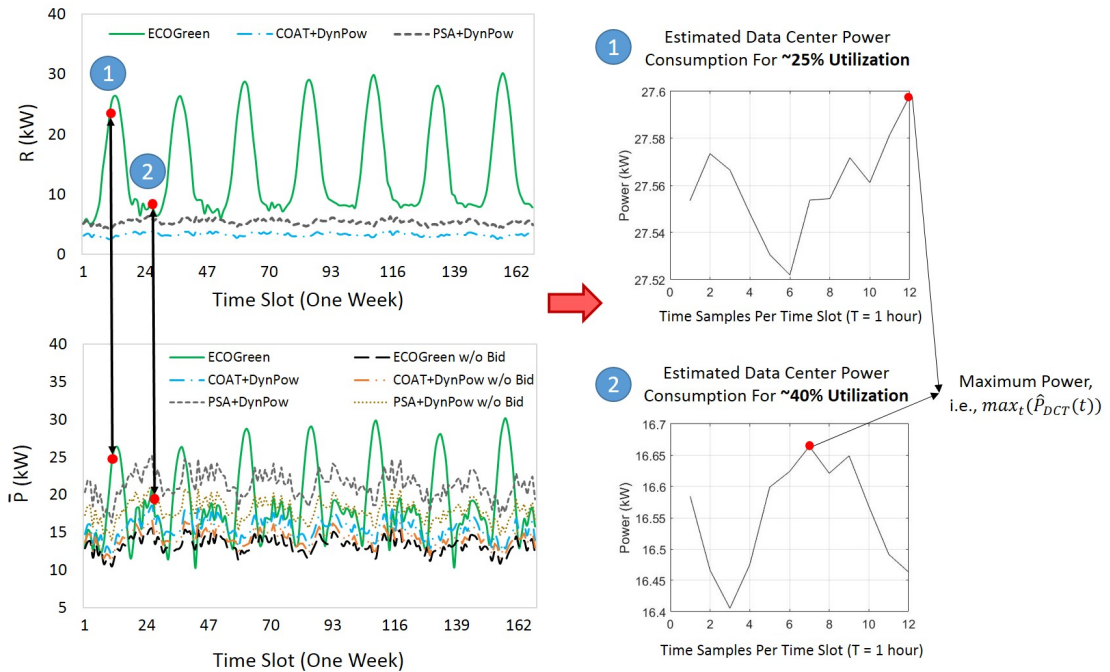 40
30
20
10
0
R (kW)
ECOGreen
COAT+DynPow
PSA+DynPow
1
2
1
24
47
70
93
116
139
162
Time Slot (One Week)
40
35
30
25
20
15
10
5
P̄ (kW)
ECOGreen
ECOGreen w/o Bid
COAT+DynPow
COAT+DynPow w/o Bid
PSA+DynPow
PSA+DynPow w/o Bid
1
24
47
70
93
116
139
162
Time Slot (One Week)
1
Estimated Data Center Power
Consumption For ~25% Utilization
27.6
27.58
27.56
27.54
27.52
Power (kW)
0
2
4
6
8
10
12
Time Samples Per Time Slot (T = 1 hour)
2
Estimated Data Center Power
Consumption For ~40% Utilization
16.7
16.65
16.6
16.55
16.5
16.45
16.4
Power (kW)
0
2
4
6
8
10
12
Time Samples Per Time Slot (T = 1 hour)
Maximum Power,
i.e., max_t(P̂_DCT(t))